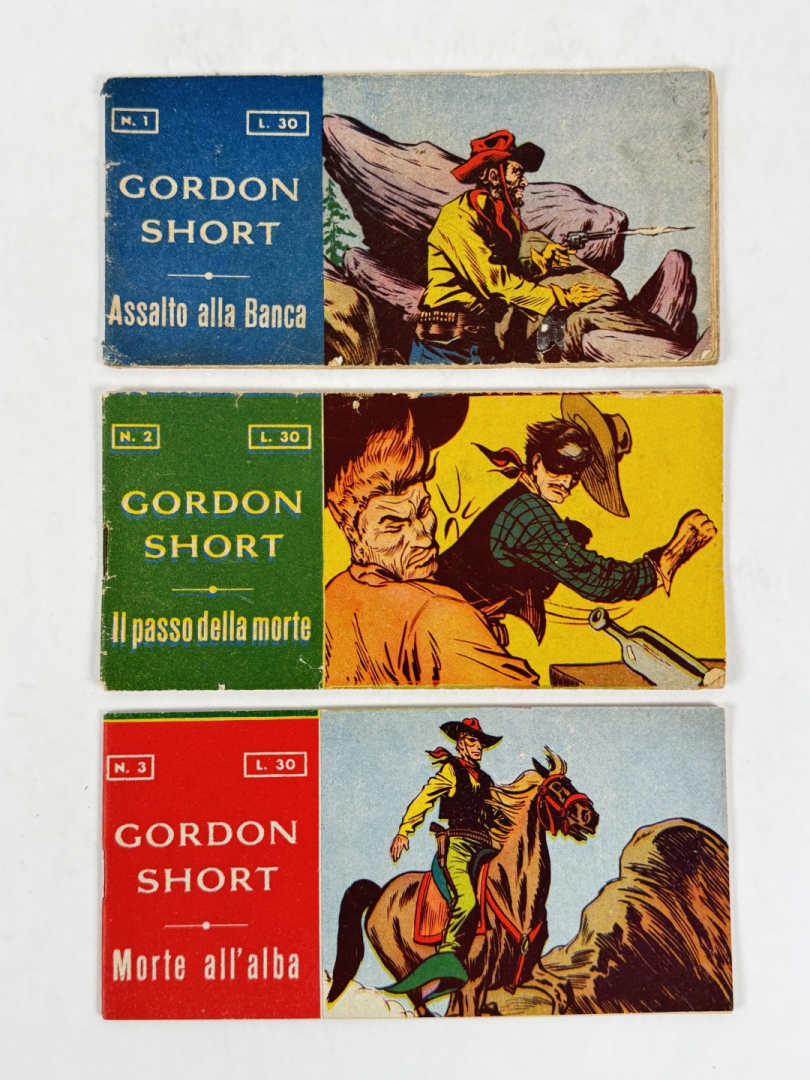 N. 1
L. 30
GORDON
SHORT
Assalto alla Banca
N. 2
L. 30
GORDON
SHORT
Il passo della morte
N. 3
L. 30
GORDON
SHORT
Morte all'alba